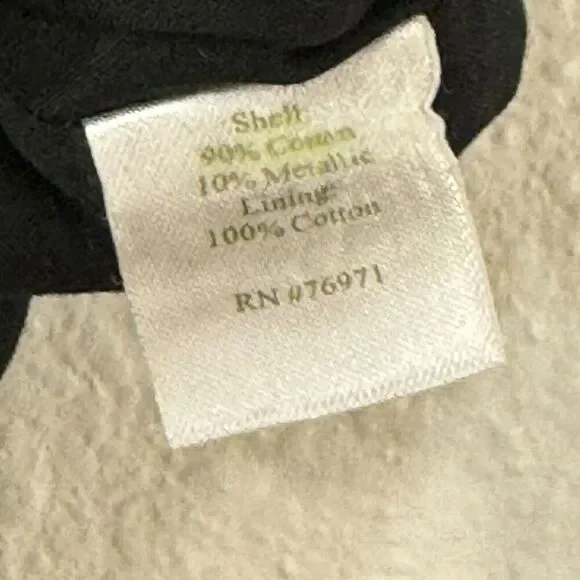 Shell:
90% Cotton
10% Metallic
Lining:
100% Cotton
RN #76971